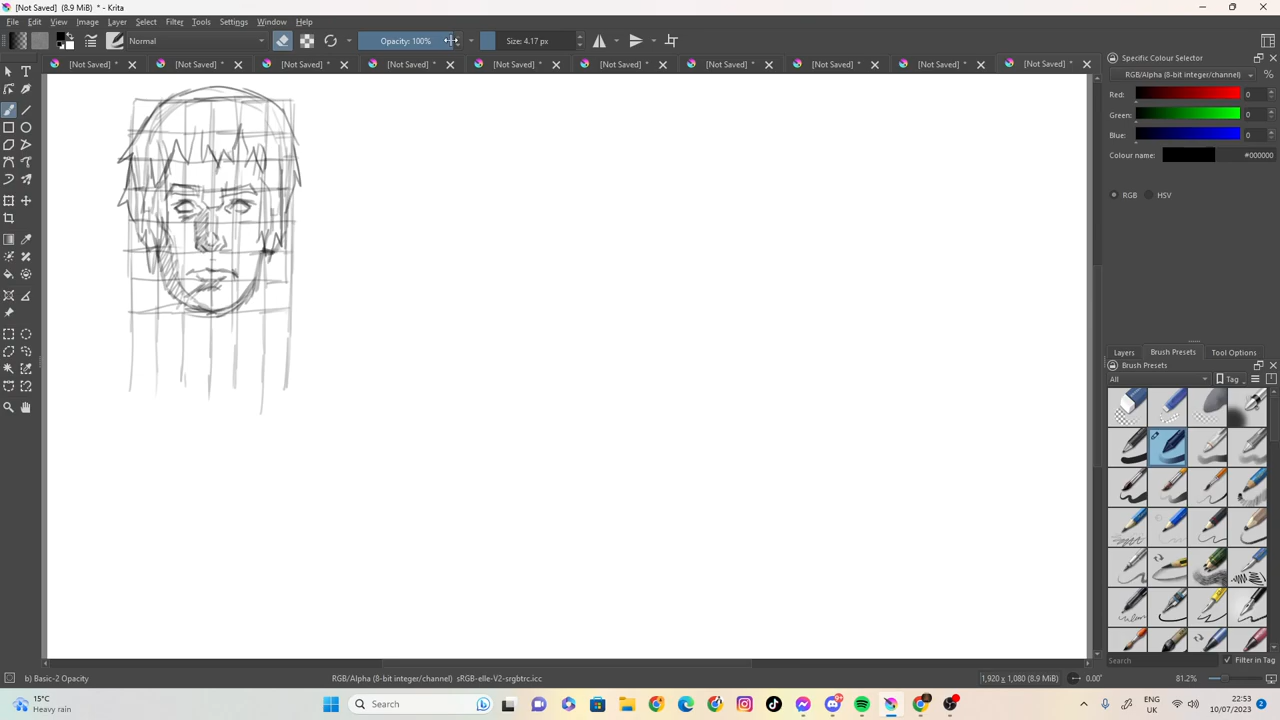 [Not Saved] (8.9 MiB) * - Krita
File Edit View Image Layer Select Filter Tools Settings Window Help
Normal Opacity: 100% Size: 4.17 px
[Not Saved] * [Not Saved] * [Not Saved] * [Not Saved] * [Not Saved] * [Not Saved] * [Not Saved] * [Not Saved] * [Not Saved] * [Not Saved] *
Specific Colour Selector
RGB/Alpha (8-bit integer/channel) %
Red: 0
Green: 0
Blue: 0
Colour name: #000000
RGB HSV
Layers Brush Presets Tool Options
Brush Presets
All Tag
Search Filter in Tag
b) Basic-2 Opacity RGB/Alpha (8-bit integer/channel) sRGB-elle-V2-srgbtrc.icc 1,920 x 1,080 (8.9 MiB) 0.00° 81.2%
15°C
Heavy rain
Search
ENG
UK
22:53
10/07/2023